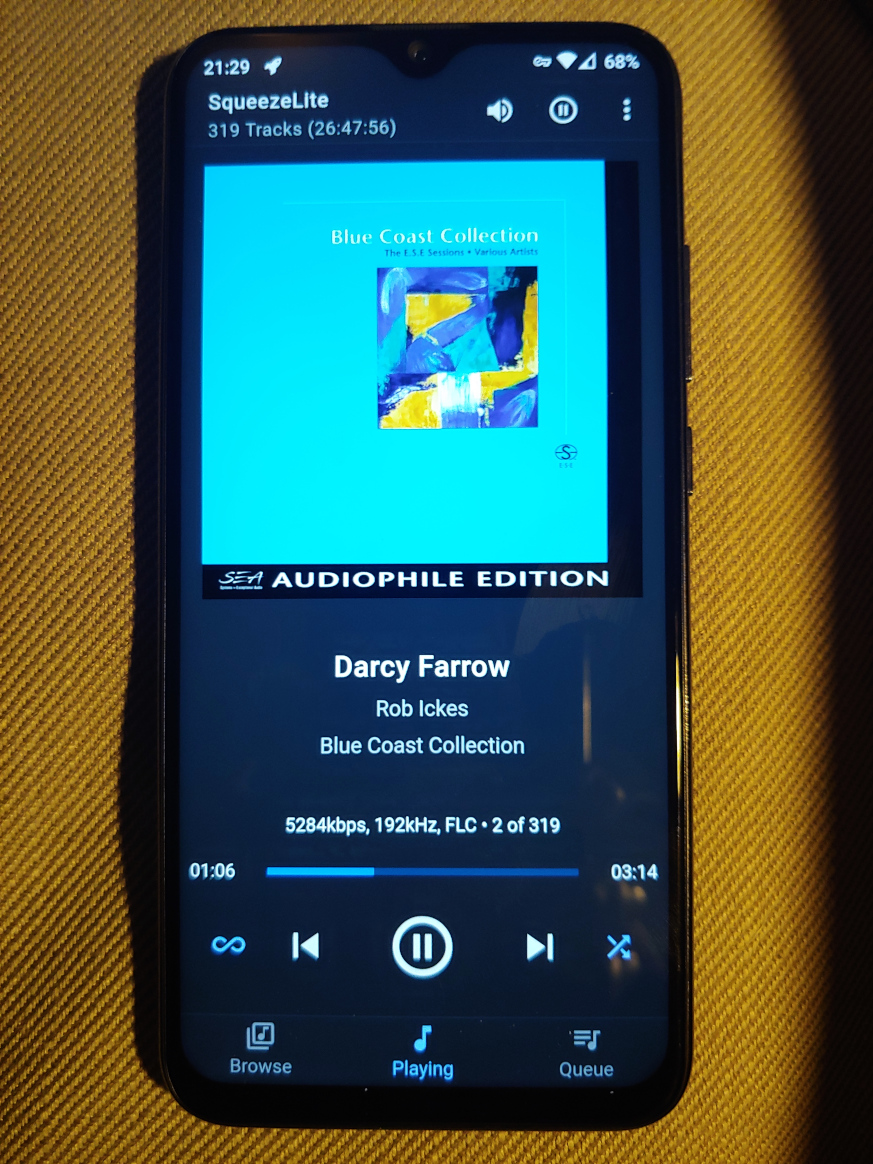 21:29 68%
SqueezeLite
319 Tracks (26:47:56)
Blue Coast Collection
The E.S.E Sessions • Various Artists
S
ESE
SEA AUDIOPHILE EDITION
Darcy Farrow
Rob Ickes
Blue Coast Collection
5284kbps, 192kHz, FLC • 2 of 319
01:06 03:14
Browse Playing Queue